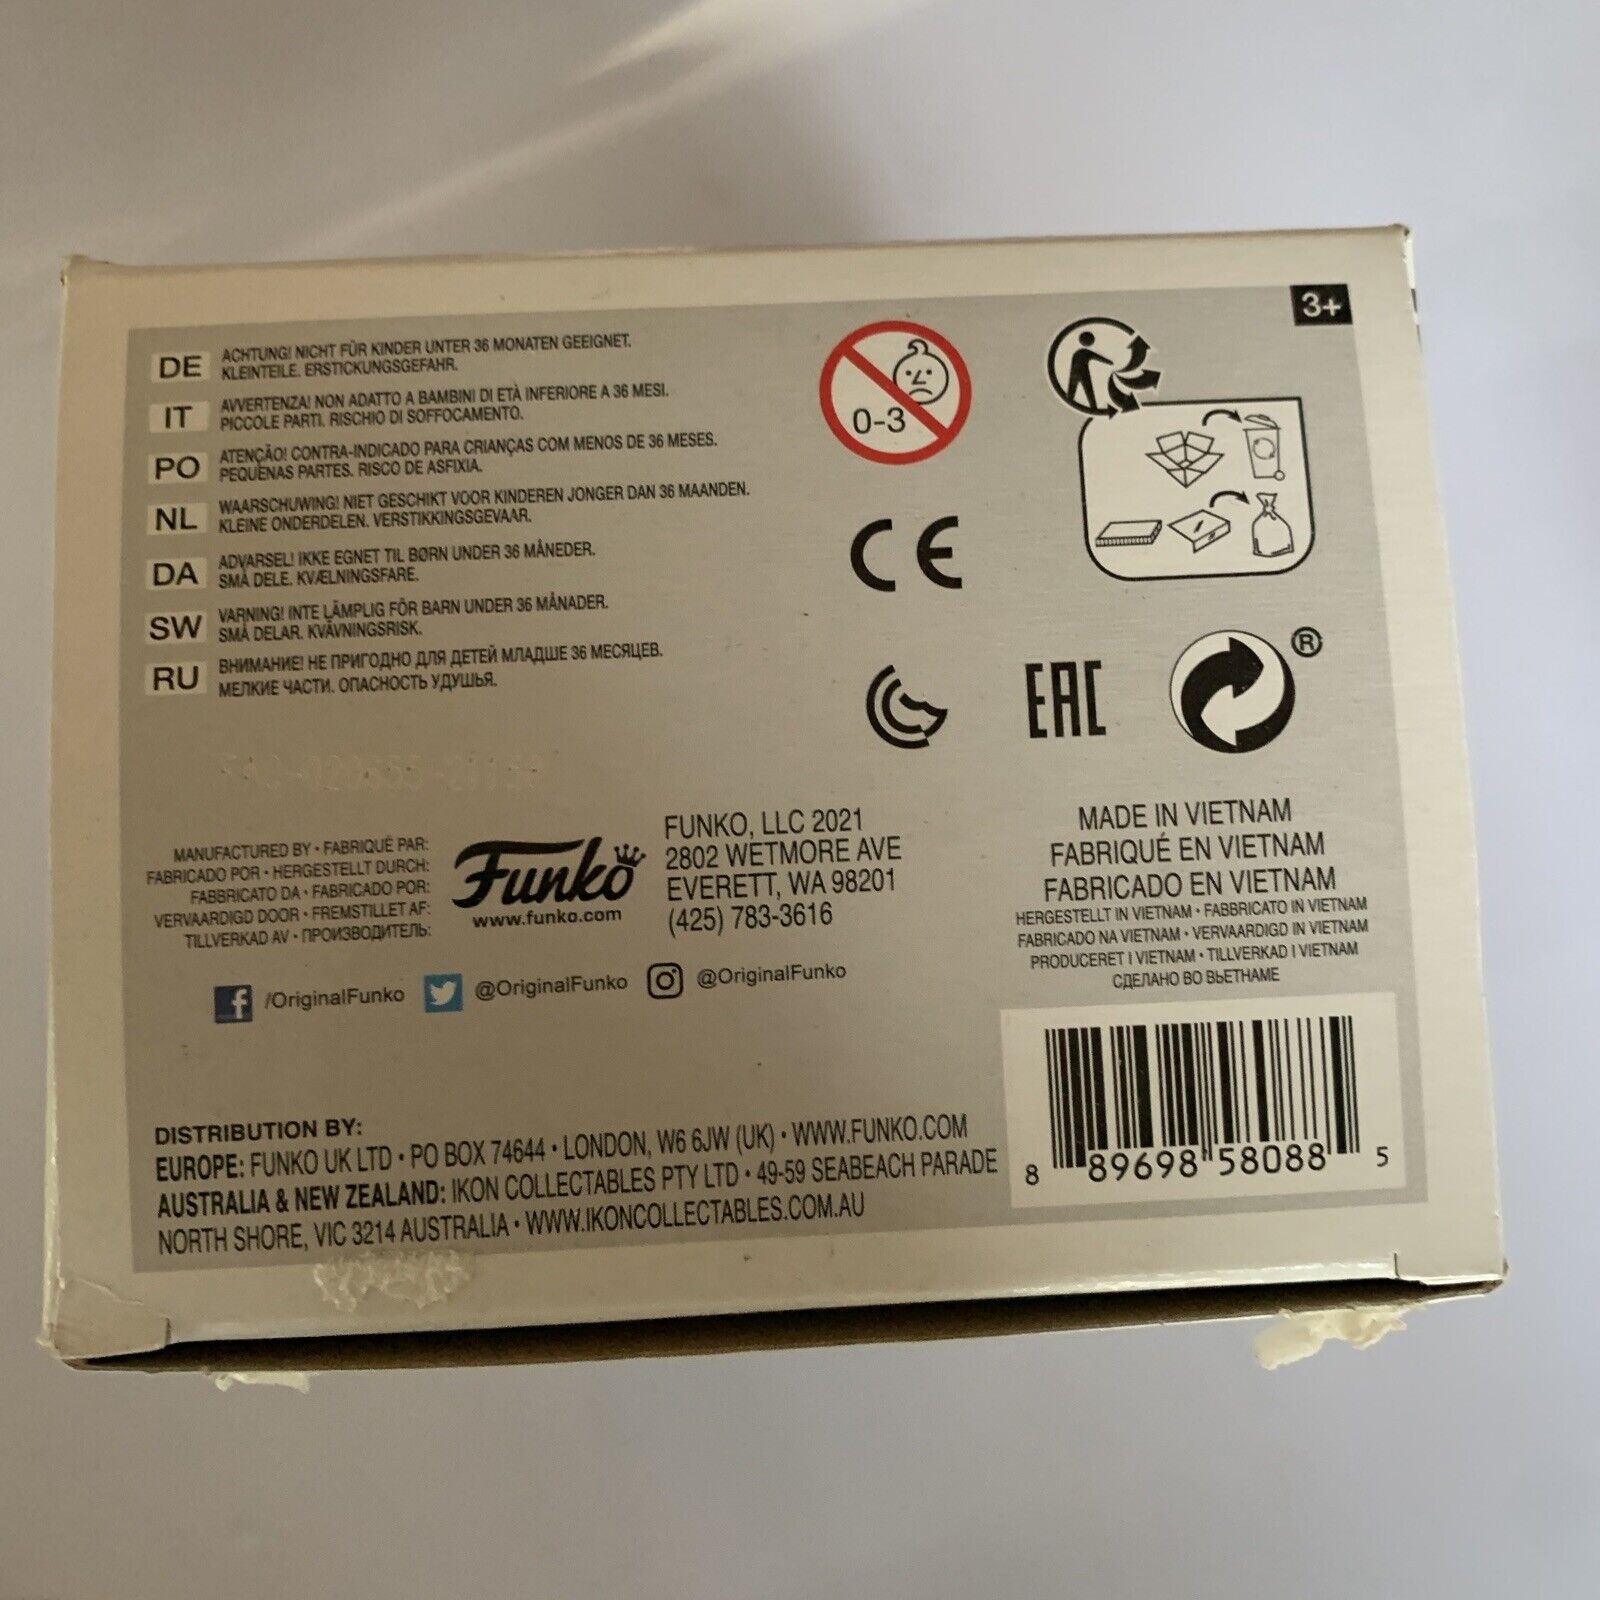 3+
DE ACHTUNG! NICHT FÜR KINDER UNTER 36 MONATEN GEEIGNET.
KLEINTEILE. ERSTICKUNGSGEFAHR.
IT AVVERTENZA! NON ADATTO A BAMBINI DI ETÀ INFERIORE A 36 MESI.
PICCOLE PARTI. RISCHIO DI SOFFOCAMENTO.
PO ATENÇÃO! CONTRA-INDICADO PARA CRIANÇAS COM MENOS DE 36 MESES.
PEQUENAS PARTES. RISCO DE ASFIXIA.
NL WAARSCHUWING! NIET GESCHIKT VOOR KINDEREN JONGER DAN 36 MAANDEN.
KLEINE ONDERDELEN. VERSTIKKINGSGEVAAR.
DA ADVARSEL! IKKE EGNET TIL BØRN UNDER 36 MÅNEDER.
SMÅ DELE. KVÆLNINGSFARE.
SW VARNING! INTE LÄMPLIG FÖR BARN UNDER 36 MÅNADER.
SMÅ DELAR. KVÄVNINGSRISK.
RU ВНИМАНИЕ! НЕ ПРИГОДНО ДЛЯ ДЕТЕЙ МЛАДШЕ 36 МЕСЯЦЕВ.
МЕЛКИЕ ЧАСТИ. ОПАСНОСТЬ УДУШЬЯ.
0-3
CE
EAC
®
MANUFACTURED BY • FABRIQUÉ PAR:
FABRICADO POR • HERGESTELLT DURCH:
FABBRICATO DA • FABRICADO POR:
VERVAARDIGD DOOR • FREMSTILLET AF:
TILLVERKAD AV • ПРОИЗВОДИТЕЛЬ:
Funko
www.funko.com
FUNKO, LLC 2021
2802 WETMORE AVE
EVERETT, WA 98201
(425) 783-3616
MADE IN VIETNAM
FABRIQUÉ EN VIETNAM
FABRICADO EN VIETNAM
HERGESTELLT IN VIETNAM • FABBRICATO IN VIETNAM
FABRICADO NA VIETNAM • VERVAARDIGD IN VIETNAM
PRODUCERET I VIETNAM • TILLVERKAD I VIETNAM
СДЕЛАНО ВО ВЬЕТНАМЕ
/OriginalFunko @OriginalFunko @OriginalFunko
DISTRIBUTION BY:
EUROPE: FUNKO UK LTD • PO BOX 74644 • LONDON, W6 6JW (UK) • WWW.FUNKO.COM
AUSTRALIA & NEW ZEALAND: IKON COLLECTABLES PTY LTD • 49-59 SEABEACH PARADE
NORTH SHORE, VIC 3214 AUSTRALIA • WWW.IKONCOLLECTABLES.COM.AU
8 89698 58088 5